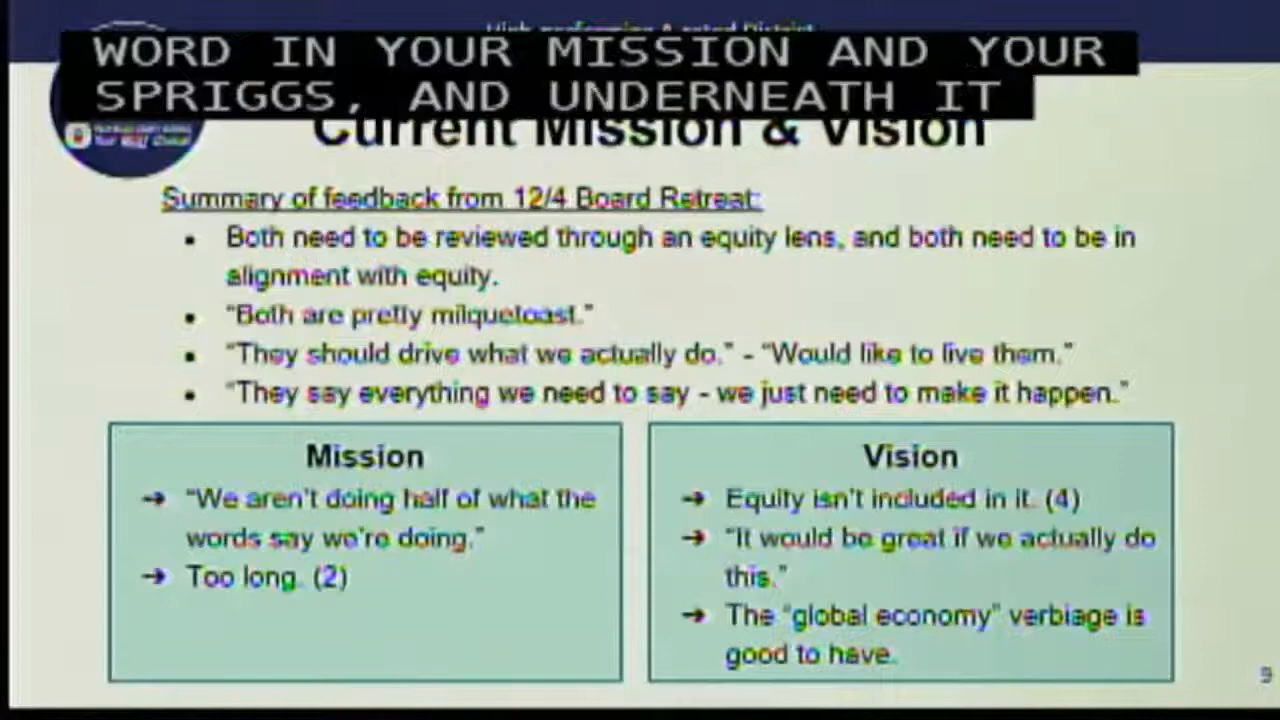 WORD IN YOUR MISSION AND YOUR
SPRIGGS, AND UNDERNEATH IT
Current Mission & Vision
Summary of feedback from 12/4 Board Retreat:
• Both need to be reviewed through an equity lens, and both need to be in
alignment with equity.
• “Both are pretty milquetoast.”
• “They should drive what we actually do.” - “Would like to live them.”
• “They say everything we need to say - we just need to make it happen.”
Mission
➔ “We aren’t doing half of what the
words say we’re doing.”
➔ Too long. (2)
Vision
➔ Equity isn’t included in it. (4)
➔ “It would be great if we actually do
this.”
➔ The “global economy” verbiage is
good to have.
9